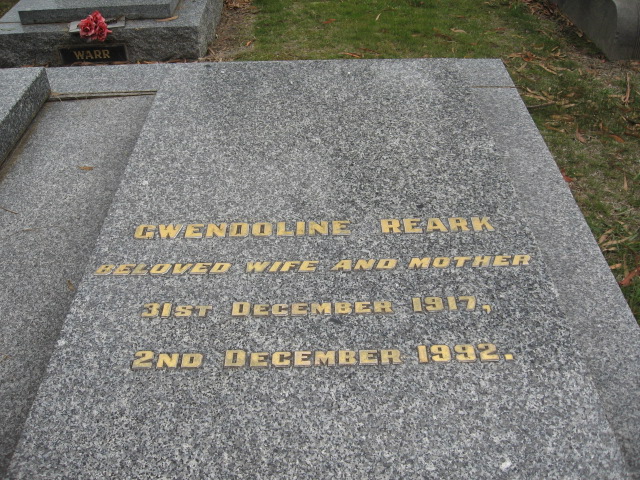 WARR
GWENDOLINE REARK
BELOVED WIFE AND MOTHER
31ST DECEMBER 1917,
2ND DECEMBER 1992.